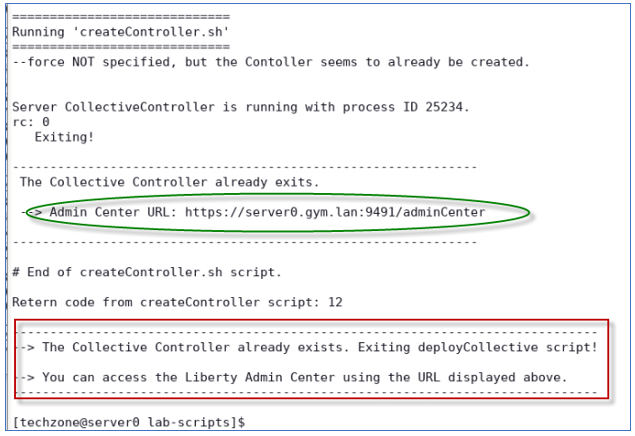 =============================
Running 'createController.sh'
=============================
--force NOT specified, but the Contoller seems to already be created.
Server CollectiveController is running with process ID 25234.
rc: 0
Exiting!
--------------------------------------------------------------
The Collective Controller already exits.
--> Admin Center URL: https://server0.gym.lan:9491/adminCenter
--------------------------------------------------------------
# End of createController.sh script.
Retern code from createController script: 12
------------------------------------------------------------------------------
--> The Collective Controller already exists. Exiting deployCollective script!
--> You can access the Liberty Admin Center using the URL displayed above.
------------------------------------------------------------------------------
[techzone@server0 lab-scripts]$